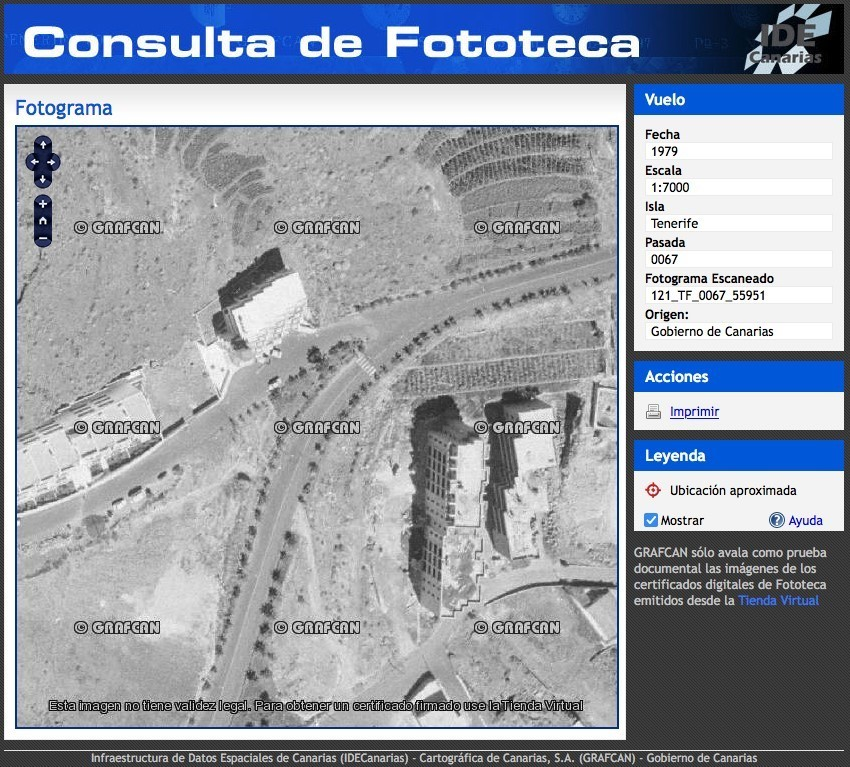 Consulta de Fototeca
IDE
Canarias
Fotograma
© GRAFCAN © GRAFCAN © GRAFCAN
© GRAFCAN © GRAFCAN © GRAFCAN
© GRAFCAN © GRAFCAN © GRAFCAN
Esta imagen no tiene validez legal. Para obtener un certificado firmado use la Tienda Virtual
Vuelo
Fecha
1979
Escala
1:7000
Isla
Tenerife
Pasada
0067
Fotograma Escaneado
121_TF_0067_55951
Origen:
Gobierno de Canarias
Acciones
Imprimir
Leyenda
Ubicación aproximada
Mostrar ? Ayuda
GRAFCAN sólo avala como prueba
documental las imágenes de los
certificados digitales de Fototeca
emitidos desde la Tienda Virtual
Infraestructura de Datos Espaciales de Canarias (IDECanarias) - Cartográfica de Canarias, S.A. (GRAFCAN) - Gobierno de Canarias